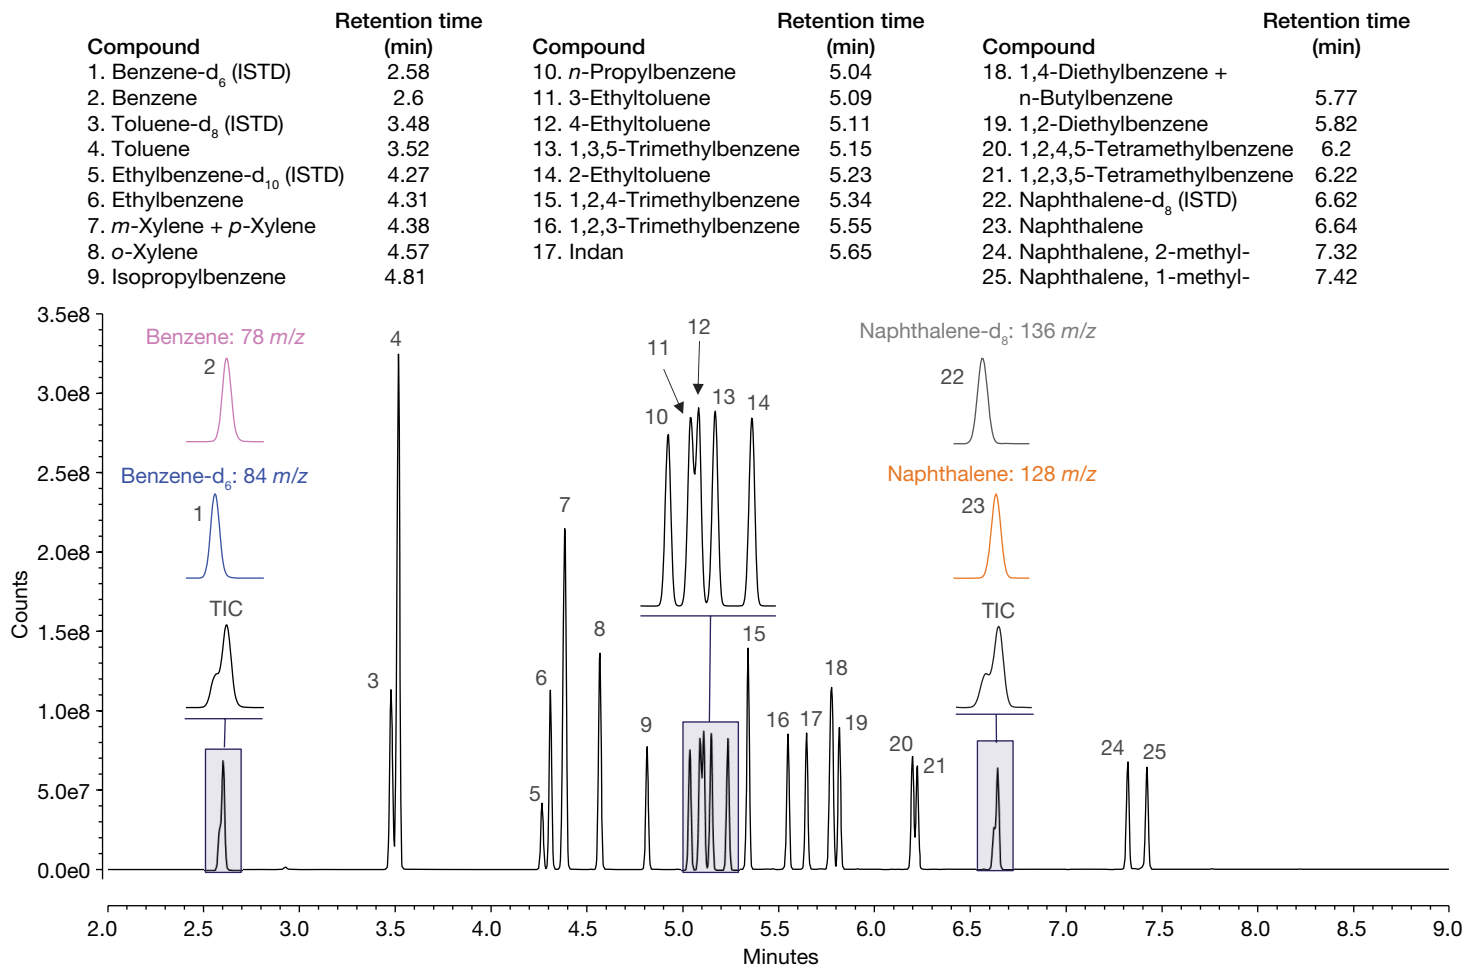 Compound Retention time (min)
1. Benzene-d6 (ISTD) 2.58
2. Benzene 2.6
3. Toluene-d8 (ISTD) 3.48
4. Toluene 3.52
5. Ethylbenzene-d10 (ISTD) 4.27
6. Ethylbenzene 4.31
7. m-Xylene + p-Xylene 4.38
8. o-Xylene 4.57
9. Isopropylbenzene 4.81
Compound Retention time (min)
10. n-Propylbenzene 5.04
11. 3-Ethyltoluene 5.09
12. 4-Ethyltoluene 5.11
13. 1,3,5-Trimethylbenzene 5.15
14. 2-Ethyltoluene 5.23
15. 1,2,4-Trimethylbenzene 5.34
16. 1,2,3-Trimethylbenzene 5.55
17. Indan 5.65
Compound Retention time (min)
18. 1,4-Diethylbenzene +
n-Butylbenzene 5.77
19. 1,2-Diethylbenzene 5.82
20. 1,2,4,5-Tetramethylbenzene 6.2
21. 1,2,3,5-Tetramethylbenzene 6.22
22. Naphthalene-d8 (ISTD) 6.62
23. Naphthalene 6.64
24. Naphthalene, 2-methyl- 7.32
25. Naphthalene, 1-methyl- 7.42
Counts
3.5e8
3.0e8
2.5e8
2.0e8
1.5e8
1.0e8
5.0e7
0.0e0
Benzene: 78 m/z
2
Benzene-d6: 84 m/z
1
TIC
3
4
5
6
7
8
9
10
11
12
13
14
15
16
17
18
19
20
21
Naphthalene-d8: 136 m/z
22
Naphthalene: 128 m/z
23
TIC
24
25
2.0 2.5 3.0 3.5 4.0 4.5 5.0 5.5 6.0 6.5 7.0 7.5 8.0 8.5 9.0
Minutes